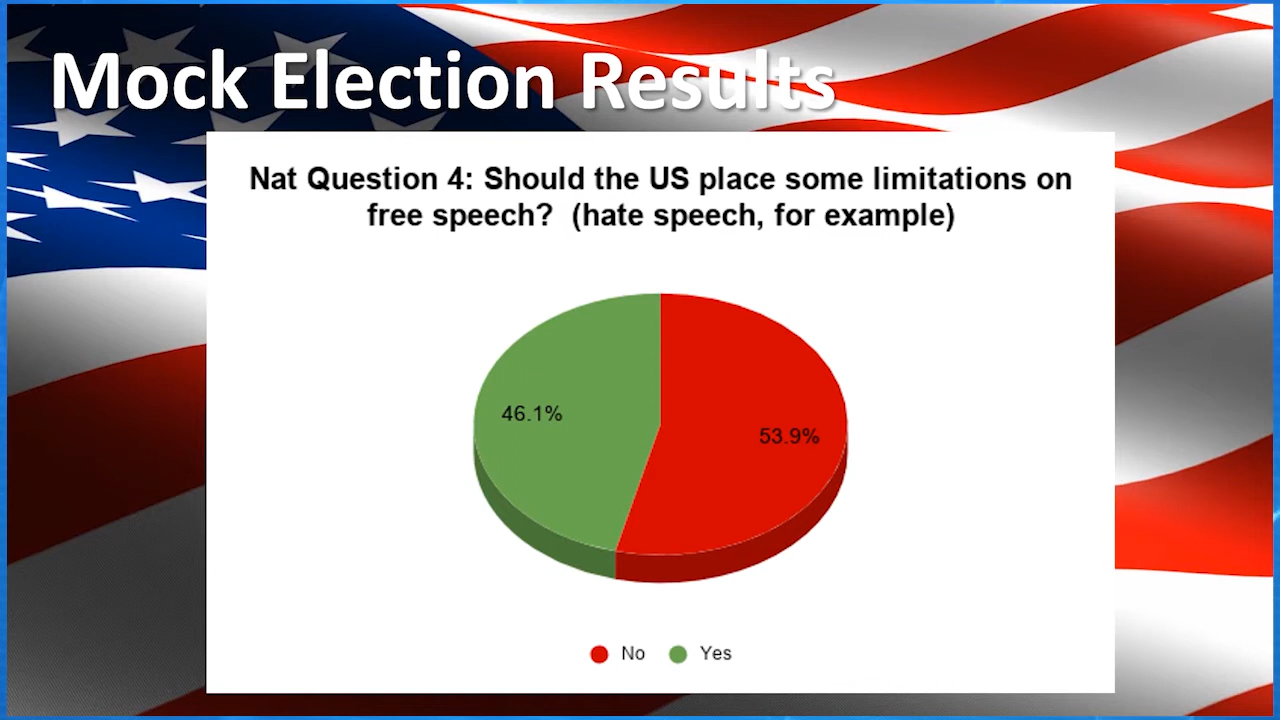 Mock Election Results
Nat Question 4: Should the US place some limitations on
free speech?  (hate speech, for example)
46.1%
53.9%
No
Yes